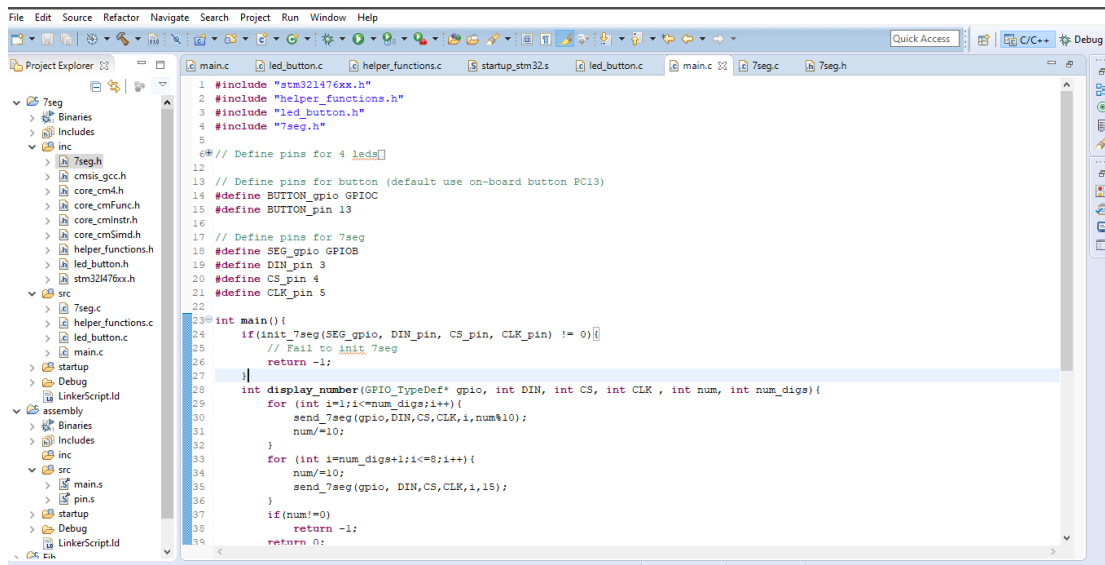 File Edit Source Refactor Navigate Search Project Run Window Help
Quick Access
C/C++
Debug
Project Explorer
7seg
Binaries
Includes
inc
7seg.h
cmsis_gcc.h
core_cm4.h
core_cmFunc.h
core_cmInstr.h
core_cmSimd.h
helper_functions.h
led_button.h
stm32l476xx.h
src
7seg.c
helper_functions.c
led_button.c
main.c
startup
Debug
LinkerScript.ld
assembly
Binaries
Includes
inc
src
main.s
pin.s
startup
Debug
LinkerScript.ld
Fib
main.c led_button.c helper_functions.c startup_stm32.s led_button.c main.c 7seg.c 7seg.h
1 #include "stm32l476xx.h"
2 #include "helper_functions.h"
3 #include "led_button.h"
4 #include "7seg.h"
5
6 // Define pins for 4 leds
12
13 // Define pins for button (default use on-board button PC13)
14 #define BUTTON_gpio GPIOC
15 #define BUTTON_pin 13
16
17 // Define pins for 7seg
18 #define SEG_gpio GPIOB
19 #define DIN_pin 3
20 #define CS_pin 4
21 #define CLK_pin 5
22
23 int main(){
24 if(init_7seg(SEG_gpio, DIN_pin, CS_pin, CLK_pin) != 0){
25 // Fail to init 7seg
26 return -1;
27 }
28 int display_number(GPIO_TypeDef* gpio, int DIN, int CS, int CLK , int num, int num_digs){
29 for (int i=1;i<=num_digs;i++){
30 send_7seg(gpio,DIN,CS,CLK,i,num%10);
31 num/=10;
32 }
33 for (int i=num_digs+1;i<=8;i++){
34 num/=10;
35 send_7seg(gpio, DIN,CS,CLK,i,15);
36 }
37 if(num!=0)
38 return -1;
39 return 0;